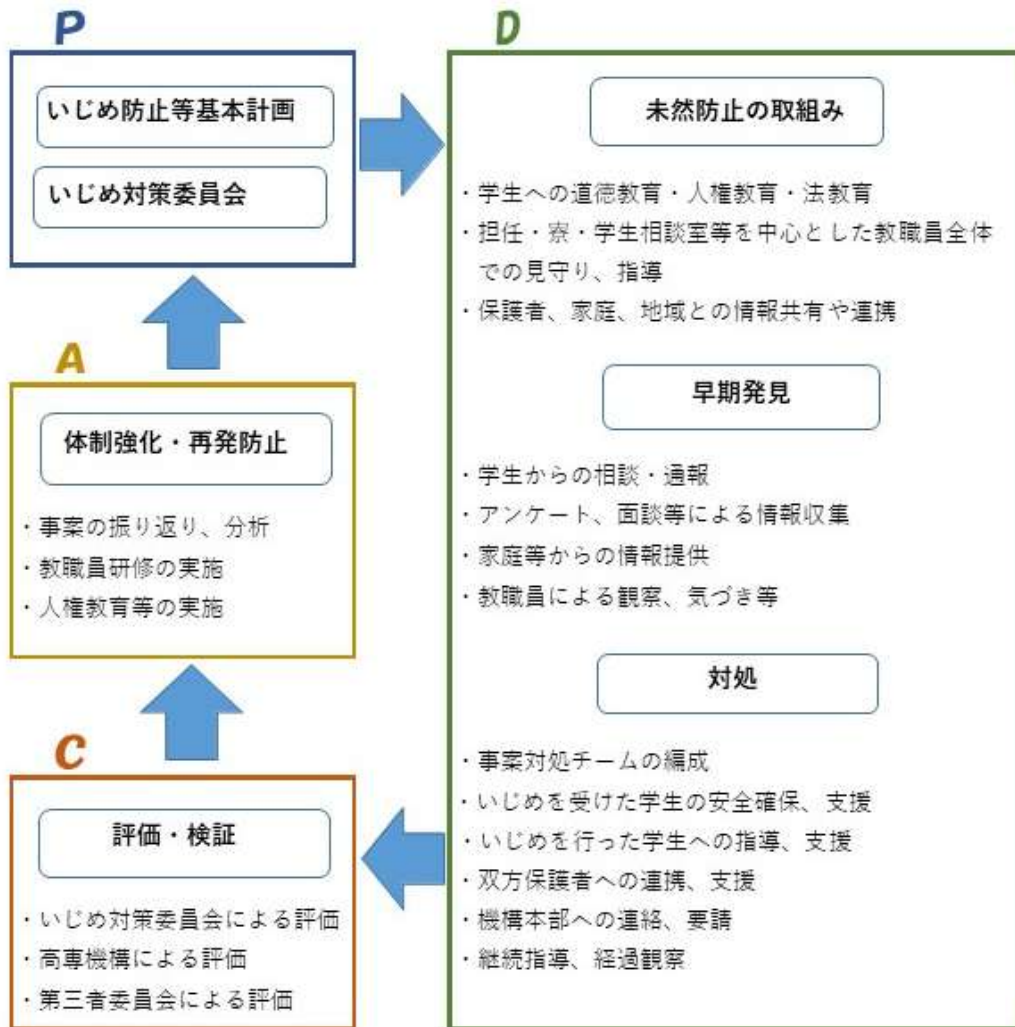 P
いじめ防止等基本計画
いじめ対策委員会
D
未然防止の取組み
・学生への道徳教育・人権教育・法教育
・担任・寮・学生相談室等を中心とした教職員全体
での見守り、指導
・保護者、家庭、地域との情報共有や連携
早期発見
・学生からの相談・通報
・アンケート、面談等による情報収集
・家庭等からの情報提供
・教職員による観察、気づき等
対処
・事案対処チームの編成
・いじめを受けた学生の安全確保、支援
・いじめを行った学生への指導、支援
・双方保護者への連携、支援
・機構本部への連絡、要請
・継続指導、経過観察
C
評価・検証
・いじめ対策委員会による評価
・高専機構による評価
・第三者委員会による評価
A
体制強化・再発防止
・事案の振り返り、分析
・教職員研修の実施
・人権教育等の実施